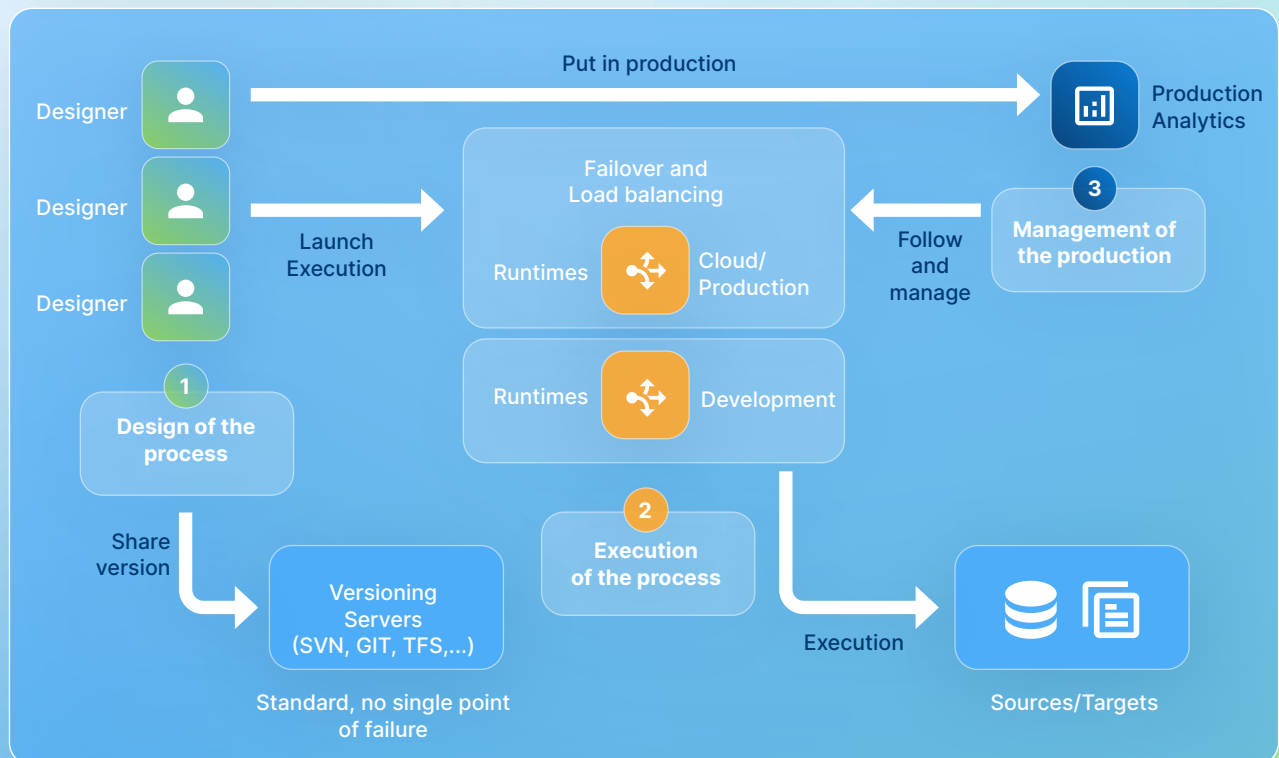 Put in production
Designer
Production
Analytics
Failover and
Load balancing
3
Designer
Launch
Execution
Runtimes
Cloud/
Production
Follow
and
manage
Management of
the production
Designer
1
Runtimes
Development
Design of the
process
2
Share
version
Execution
of the process
Versioning
Servers
(SVN, GIT, TFS,...)
Execution
Standard, no single point
of failure
Sources/Targets